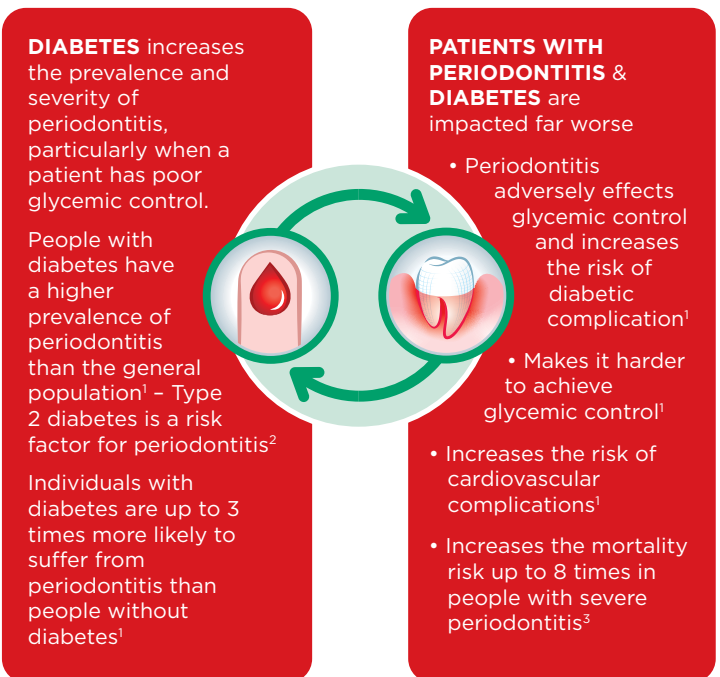 DIABETES increases
the prevalence and
severity of
periodontitis,
particularly when a
patient has poor
glycemic control.
People with
diabetes have
a higher
prevalence of
periodontitis
than the general
population¹ – Type
2 diabetes is a risk
factor for periodontitis²
Individuals with
diabetes are up to 3
times more likely to
suffer from
periodontitis than
people without
diabetes¹
PATIENTS WITH
PERIODONTITIS &
DIABETES are
impacted far worse
• Periodontitis
adversely effects
glycemic control
and increases
the risk of
diabetic
complication¹
• Makes it harder
to achieve
glycemic control¹
• Increases the risk of
cardiovascular
complications¹
• Increases the mortality
risk up to 8 times in
people with severe
periodontitis³